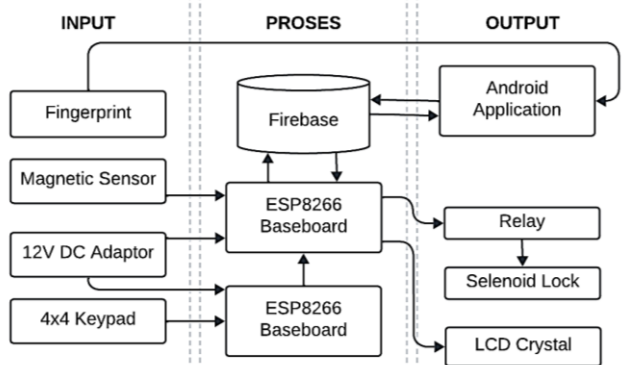 INPUT
PROSES
OUTPUT
Fingerprint
Firebase
Android
Application
Magnetic Sensor
ESP8266
Baseboard
Relay
12V DC Adaptor
Selenoid Lock
4x4 Keypad
ESP8266
Baseboard
LCD Crystal